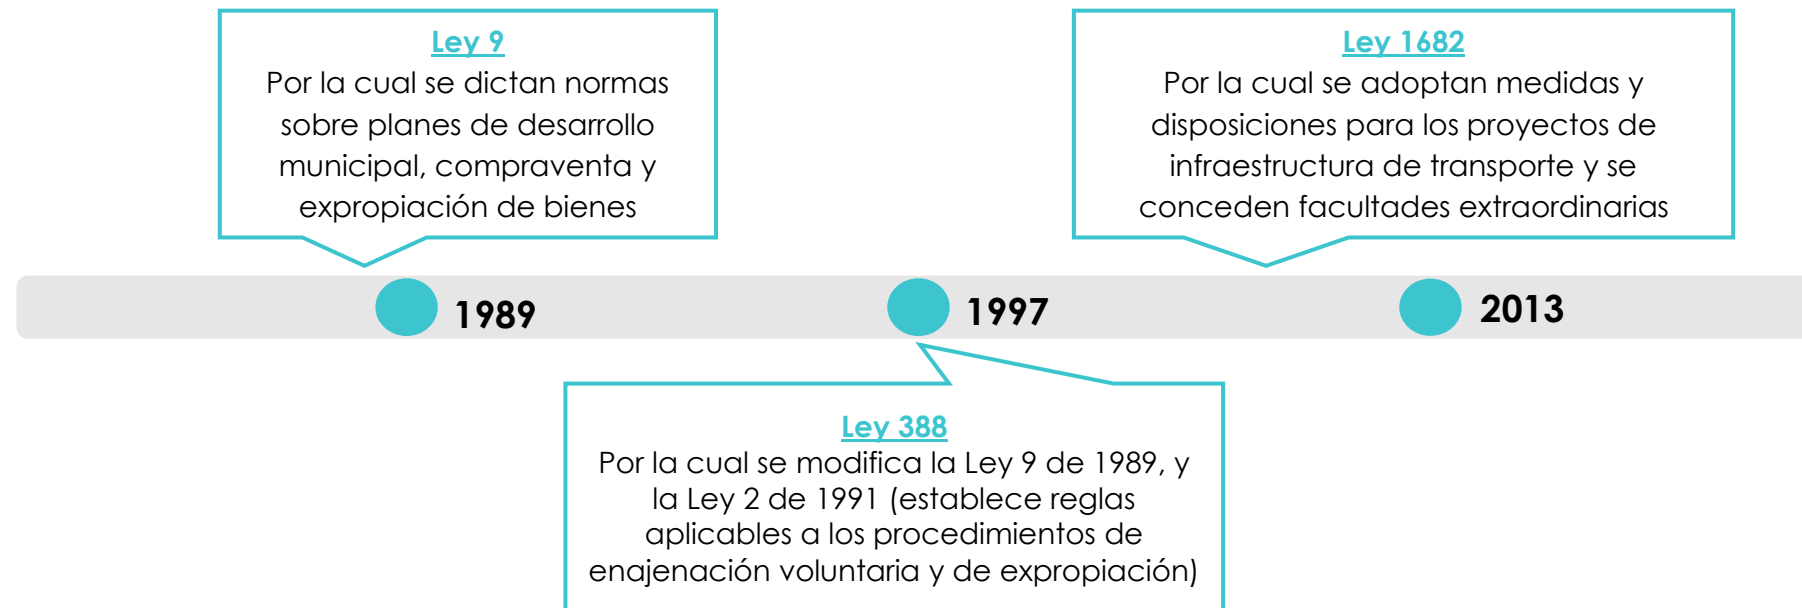 Ley 9
Por la cual se dictan normas
sobre planes de desarrollo
municipal, compraventa y
expropiación de bienes
Ley 1682
Por la cual se adoptan medidas y
disposiciones para los proyectos de
infraestructura de transporte y se
conceden facultades extraordinarias
1989
1997
2013
Ley 388
Por la cual se modifica la Ley 9 de 1989, y
la Ley 2 de 1991 (establece reglas
aplicables a los procedimientos de
enajenación voluntaria y de expropiación)